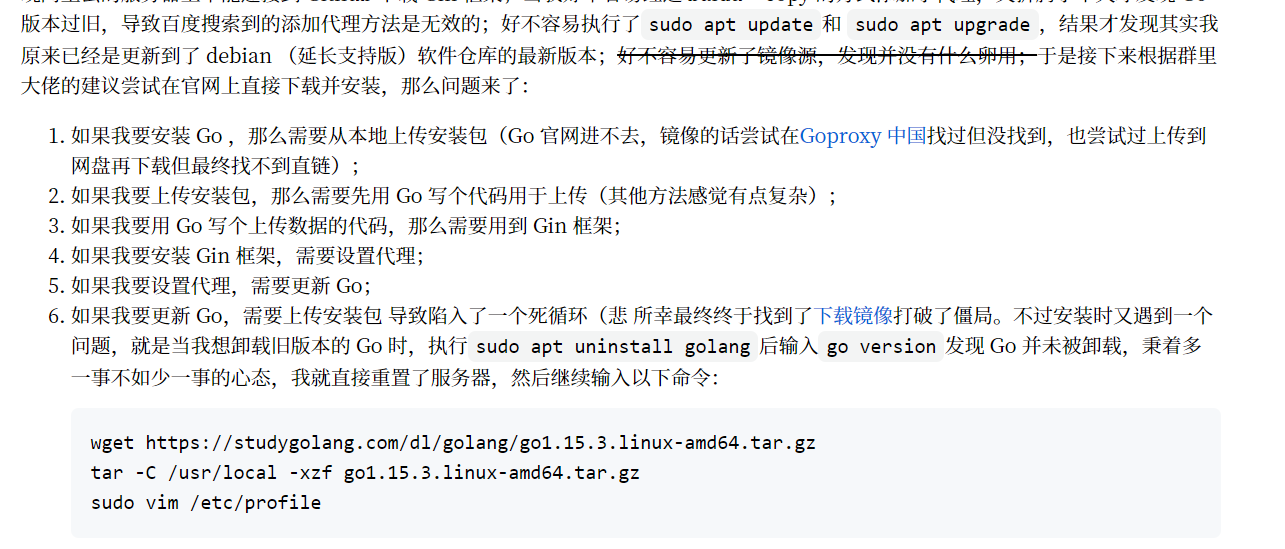 版本过旧，导致百度搜索到的添加代理方法是无效的；好不容易执行了 sudo apt update 和 sudo apt upgrade ，结果才发现其实我
原来已经是更新到了 debian （延长支持版）软件仓库的最新版本；好不容易更新了镜像源，发现并没有什么卵用；于是接下来根据群里
大佬的建议尝试在官网上直接下载并安装，那么问题来了：
1. 如果我要安装 Go ，那么需要从本地上传安装包（Go 官网进不去，镜像的话尝试在Goproxy 中国找过但没找到，也尝试过上传到
网盘再下载但最终找不到直链）；
2. 如果我要上传安装包，那么需要先用 Go 写个代码用于上传（其他方法感觉有点复杂）；
3. 如果我要用 Go 写个上传数据的代码，那么需要用到 Gin 框架；
4. 如果我要安装 Gin 框架，需要设置代理；
5. 如果我要设置代理，需要更新 Go；
6. 如果我要更新 Go，需要上传安装包 导致陷入了一个死循环（悲 所幸最终终于找到了下载镜像打破了僵局。不过安装时又遇到一个
问题，就是当我想卸载旧版本的 Go 时，执行 sudo apt uninstall golang 后输入 go version 发现 Go 并未被卸载，秉着多
一事不如少一事的心态，我就直接重置了服务器，然后继续输入以下命令：
wget https://studygolang.com/dl/golang/go1.15.3.linux-amd64.tar.gz
tar -C /usr/local -xzf go1.15.3.linux-amd64.tar.gz
sudo vim /etc/profile